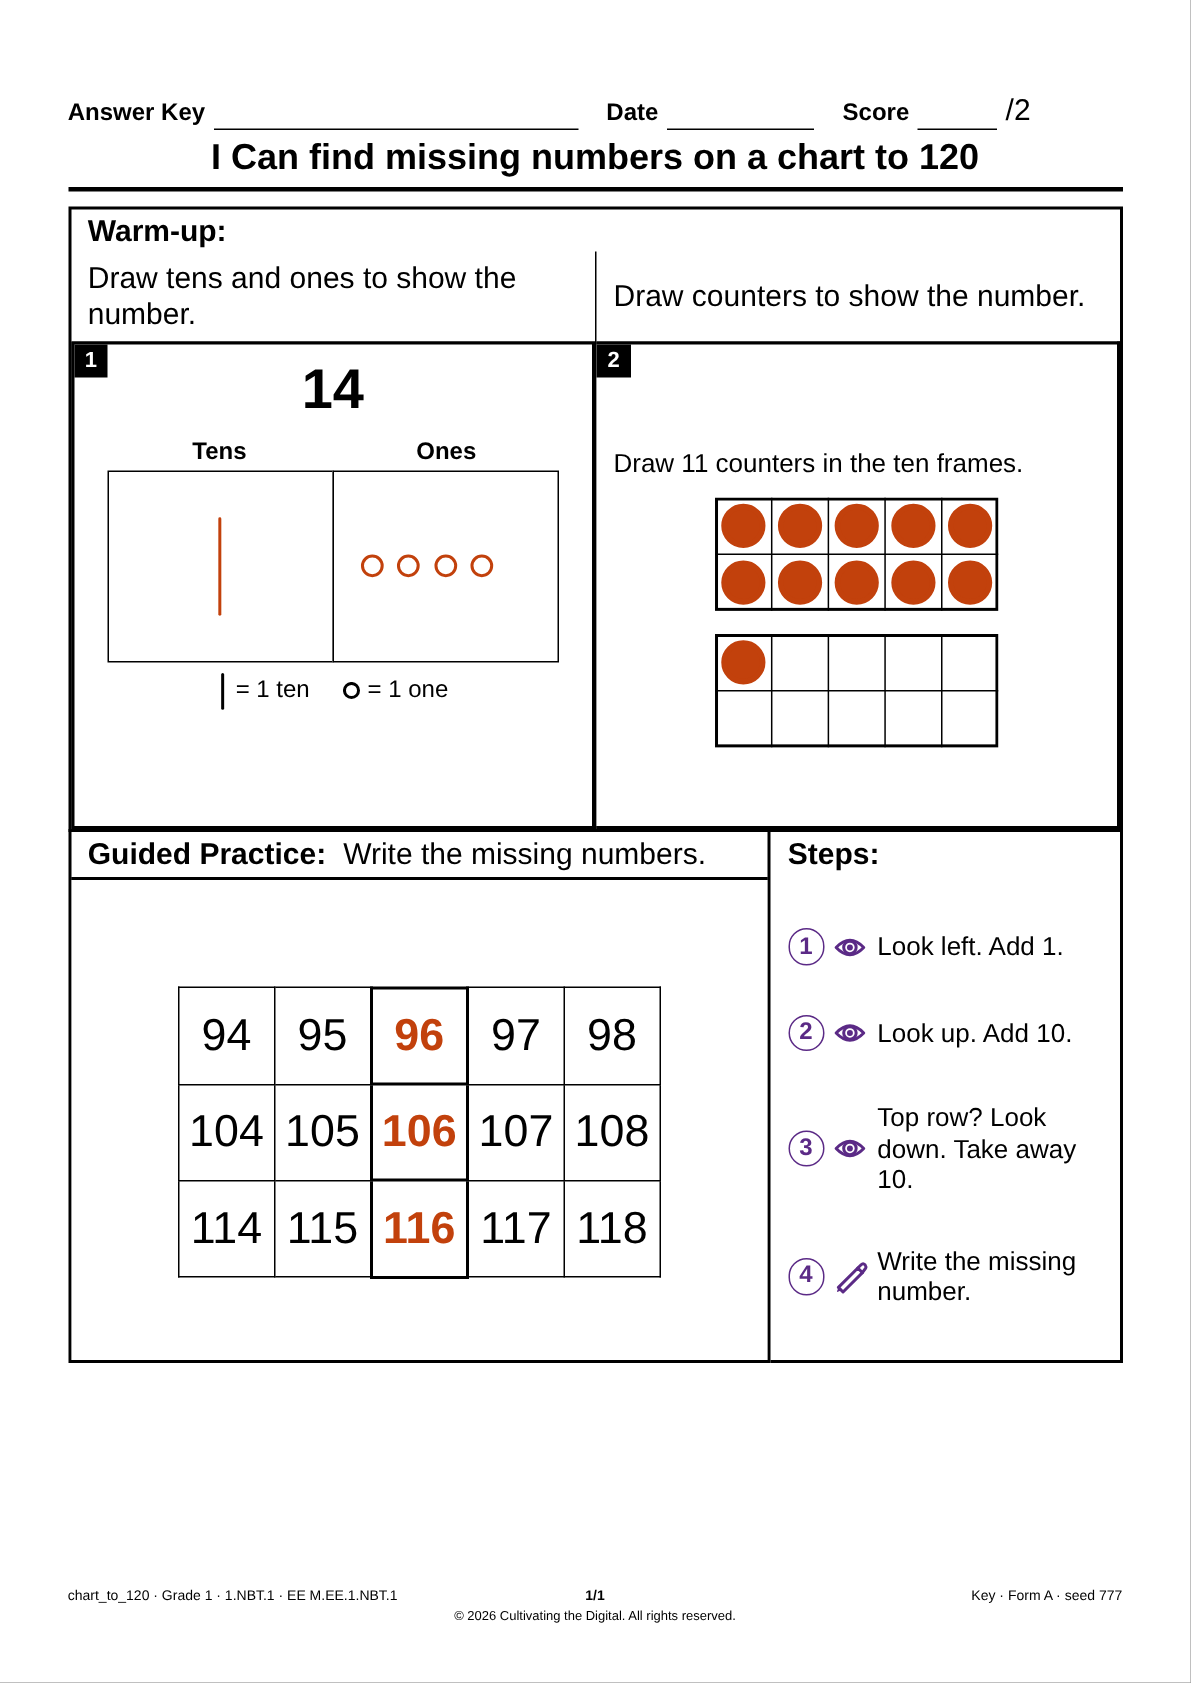 Answer Key Date Score /2
I Can find missing numbers on a chart to 120
Warm-up:
Draw tens and ones to show the
number.
Draw counters to show the number.
1
14
Tens Ones
= 1 ten = 1 one
2
Draw 11 counters in the ten frames.
Guided Practice: Write the missing numbers.
94 95 96 97 98
104 105 106 107 108
114 115 116 117 118
Steps:
1 Look left. Add 1.
2 Look up. Add 10.
3 Top row? Look
down. Take away
10.
4 Write the missing
number.
chart_to_120 · Grade 1 · 1.NBT.1 · EE M.EE.1.NBT.1 1/1 Key · Form A · seed 777
© 2026 Cultivating the Digital. All rights reserved.